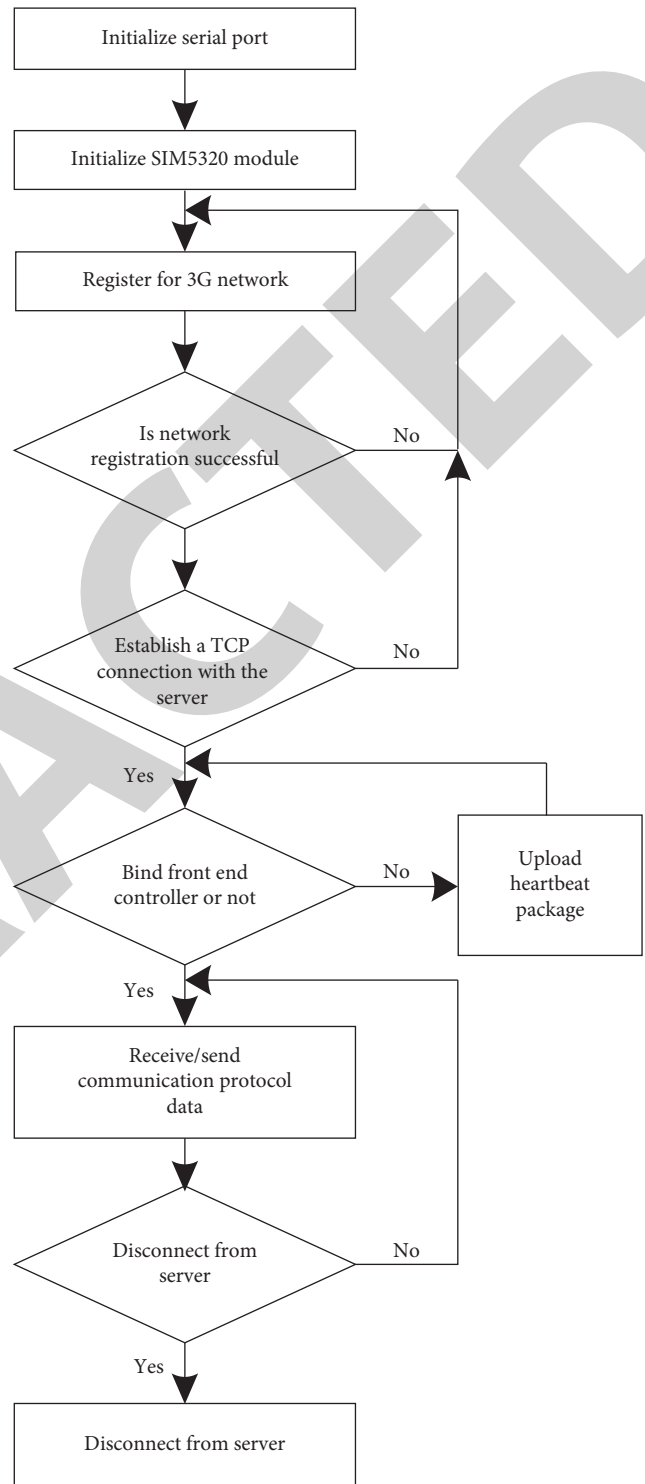 Initialize serial port
Initialize SIM5320 module
Register for 3G network
Is network
registration successful
No
Establish a TCP
connection with the
server
No
Yes
Bind front end
controller or not
No
Upload
heartbeat
package
Yes
Receive/send
communication protocol
data
Disconnect from
server
No
Yes
Disconnect from server
ACTED